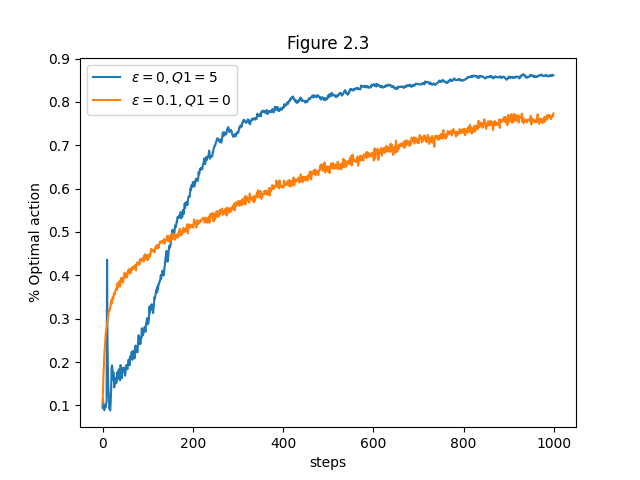 Figure 2.3
ε = 0, Q1 = 5
ε = 0.1, Q1 = 0
% Optimal action
0.9
0.8
0.7
0.6
0.5
0.4
0.3
0.2
0.1
0 200 400 600 800 1000
steps